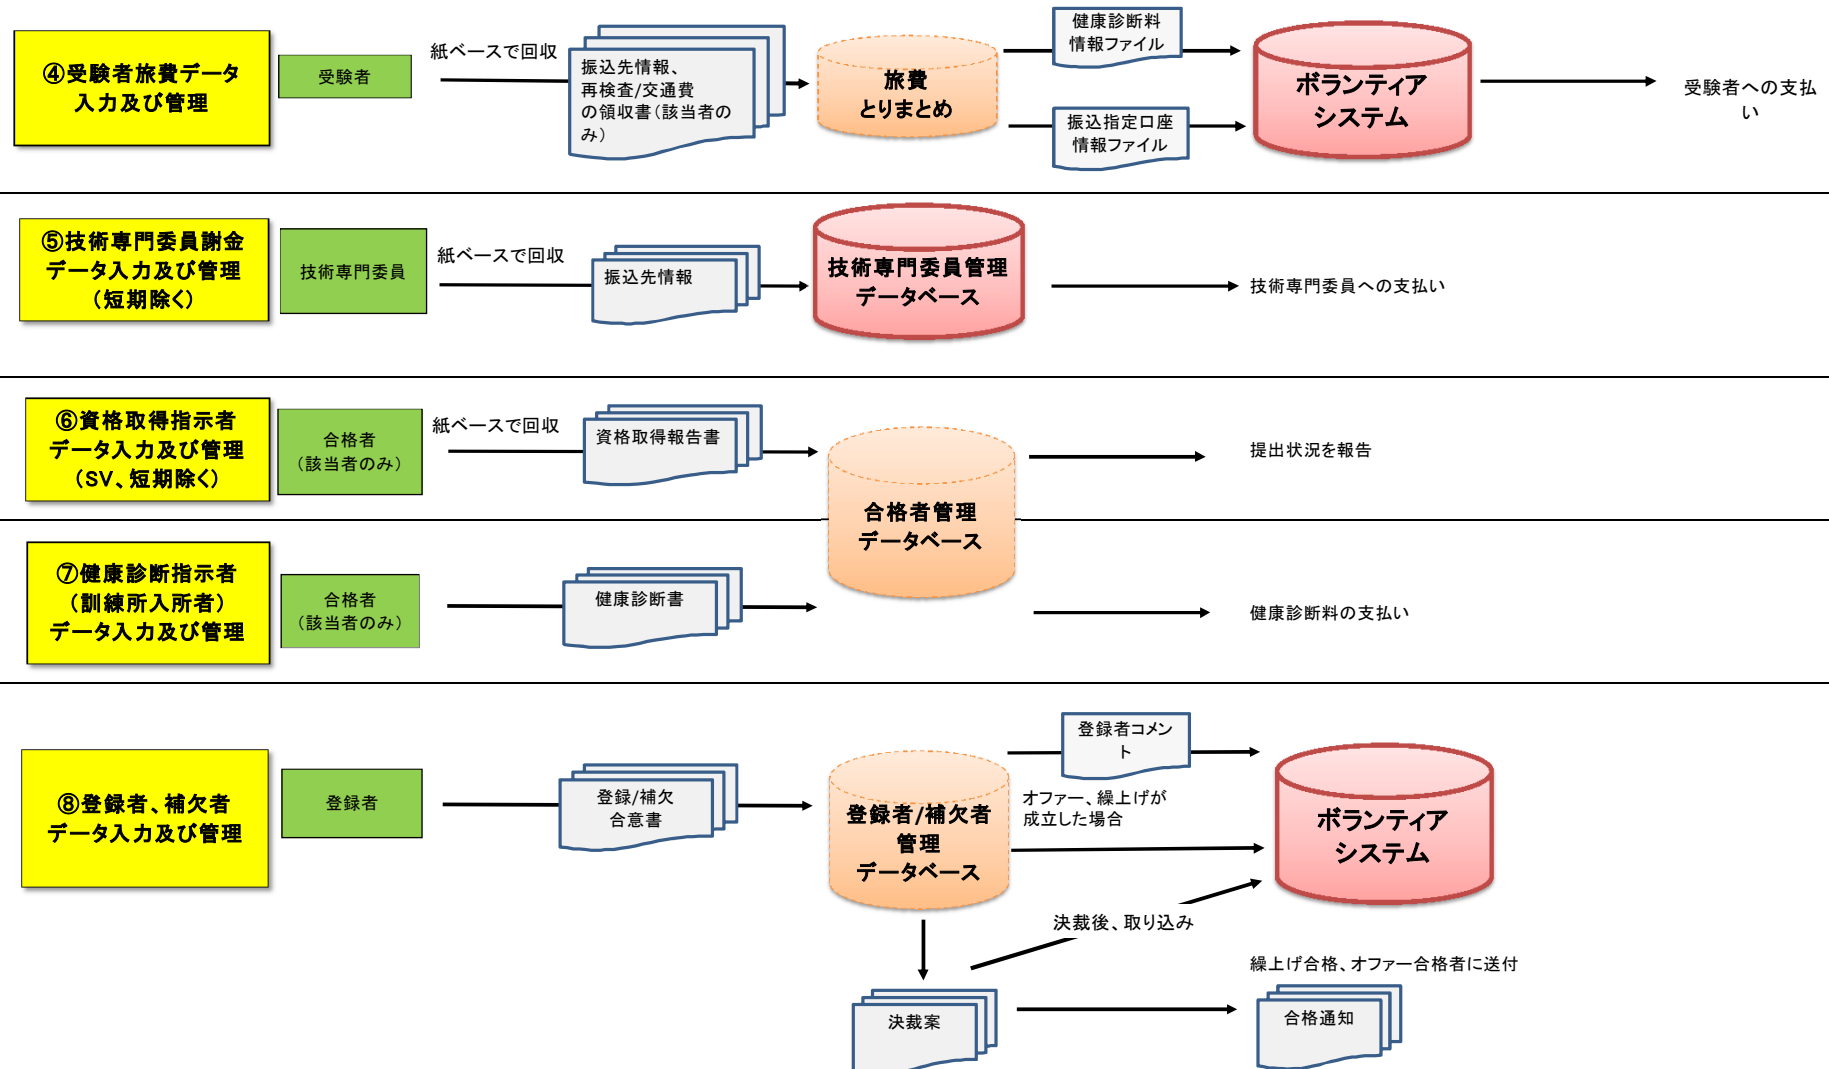 ④受験者旅費データ
入力及び管理
受験者
紙ベースで回収
振込先情報、
再検査/交通費
の領収書(該当者の
み)
旅費
とりまとめ
健康診断料
情報ファイル
振込指定口座
情報ファイル
ボランティア
システム
受験者への支払
い
⑤技術専門委員謝金
データ入力及び管理
(短期除く)
技術専門委員
紙ベースで回収
振込先情報
技術専門委員管理
データベース
技術専門委員への支払い
⑥資格取得指示者
データ入力及び管理
(SV、短期除く)
合格者
(該当者のみ)
紙ベースで回収
資格取得報告書
合格者管理
データベース
提出状況を報告
⑦健康診断指示者
(訓練所入所者)
データ入力及び管理
合格者
(該当者のみ)
健康診断書
健康診断料の支払い
⑧登録者、補欠者
データ入力及び管理
登録者
登録/補欠
合意書
登録者/補欠者
管理
データベース
登録者コメン
ト
オファー、繰上げが
成立した場合
ボランティア
システム
決裁後、取り込み
決裁案
繰上げ合格、オファー合格者に送付
合格通知